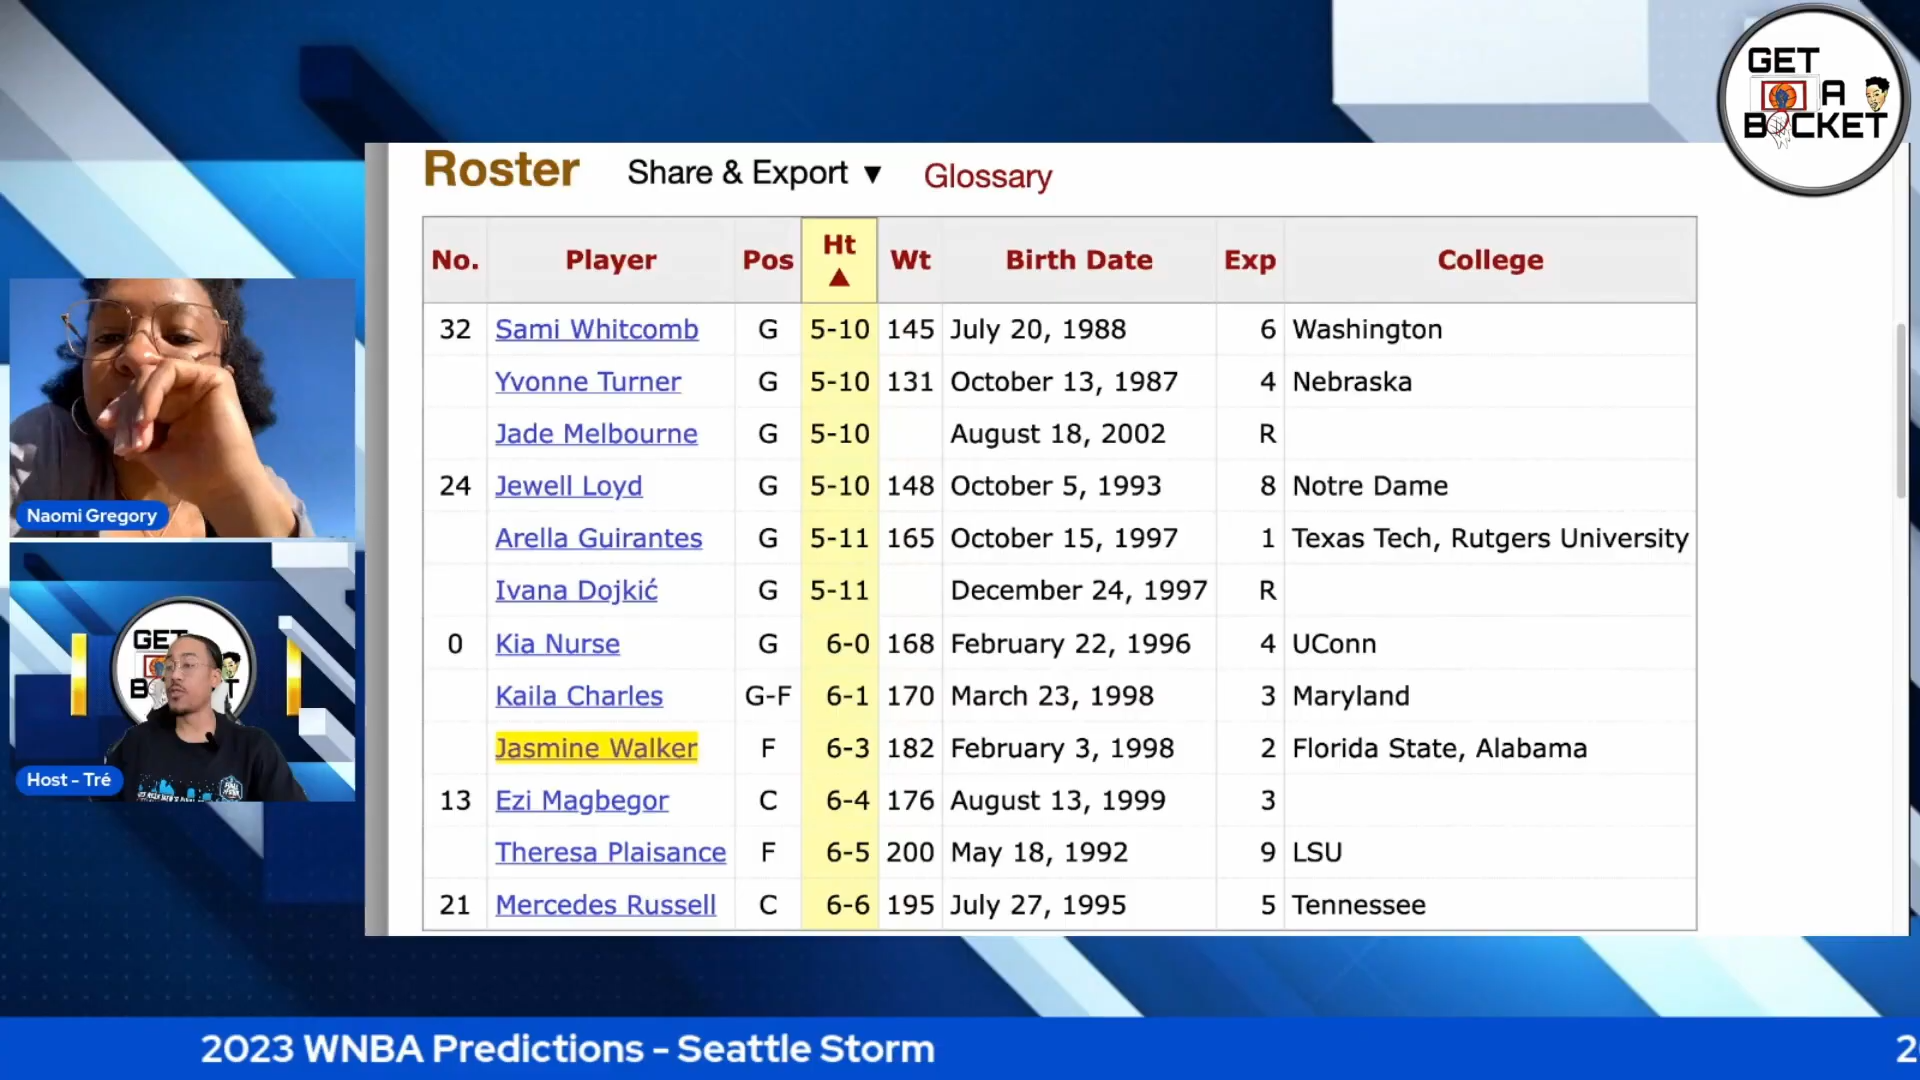 GET
A
BUCKET
Roster Share & Export ▼ Glossary
No. Player Pos Ht ▲ Wt Birth Date Exp College
32 Sami Whitcomb G 5-10 145 July 20, 1988 6 Washington
Yvonne Turner G 5-10 131 October 13, 1987 4 Nebraska
Jade Melbourne G 5-10 August 18, 2002 R
24 Jewell Loyd G 5-10 148 October 5, 1993 8 Notre Dame
Arella Guirantes G 5-11 165 October 15, 1997 1 Texas Tech, Rutgers University
Ivana Dojkić G 5-11 December 24, 1997 R
0 Kia Nurse G 6-0 168 February 22, 1996 4 UConn
Kaila Charles G-F 6-1 170 March 23, 1998 3 Maryland
Jasmine Walker F 6-3 182 February 3, 1998 2 Florida State, Alabama
13 Ezi Magbegor C 6-4 176 August 13, 1999 3
Theresa Plaisance F 6-5 200 May 18, 1992 9 LSU
21 Mercedes Russell C 6-6 195 July 27, 1995 5 Tennessee
Naomi Gregory
GET
Host - Tré
2023 WNBA Predictions - Seattle Storm